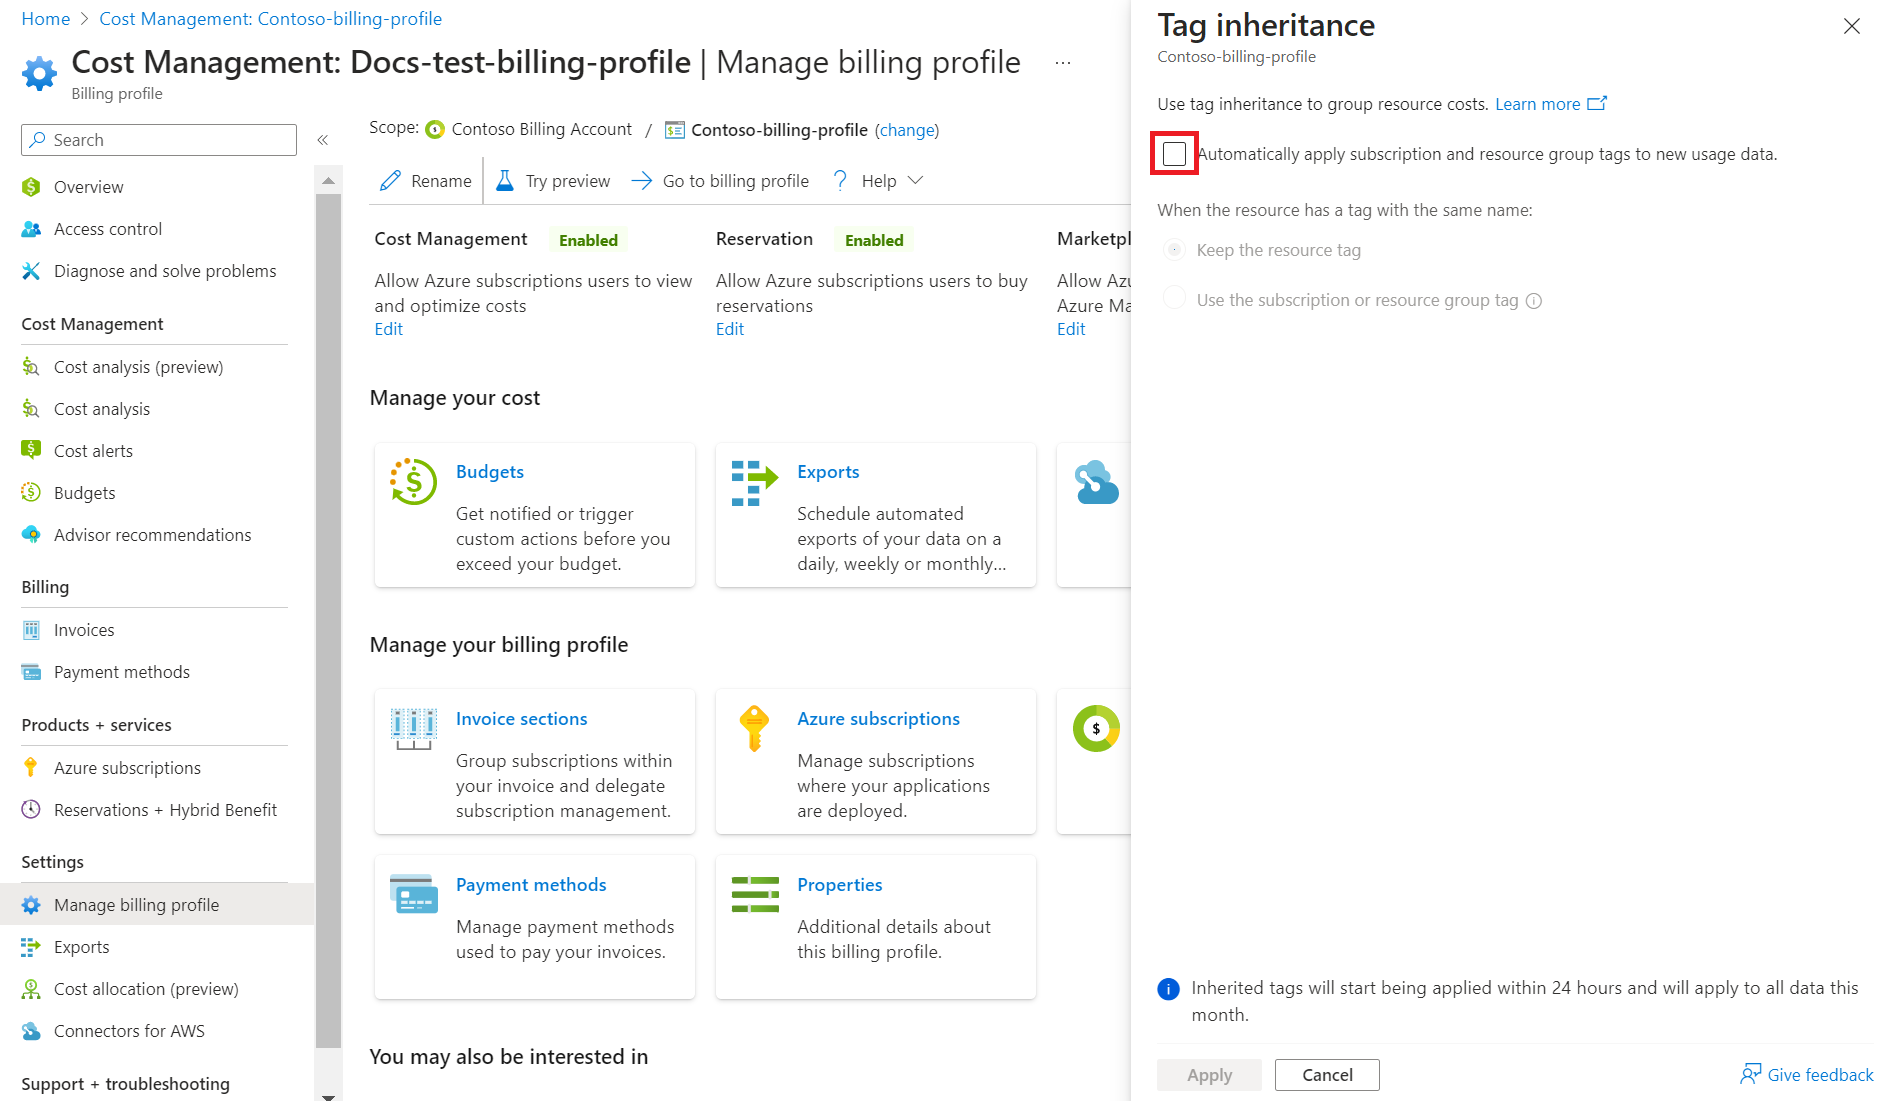 Home > Cost Management: Contoso-billing-profile
Cost Management: Docs-test-billing-profile | Manage billing profile ...
Billing profile
Search «
Overview
Access control
Diagnose and solve problems
Cost Management
Cost analysis (preview)
Cost analysis
Cost alerts
Budgets
Advisor recommendations
Billing
Invoices
Payment methods
Products + services
Azure subscriptions
Reservations + Hybrid Benefit
Settings
Manage billing profile
Exports
Cost allocation (preview)
Connectors for AWS
Support + troubleshooting
Scope: Contoso Billing Account / Contoso-billing-profile (change)
Rename Try preview Go to billing profile ? Help
Cost Management Enabled
Allow Azure subscriptions users to view
and optimize costs
Edit
Reservation Enabled
Allow Azure subscriptions users to buy
reservations
Edit
Marketpl
Allow Azu
Azure Ma
Edit
Manage your cost
Budgets
Get notified or trigger
custom actions before you
exceed your budget.
Exports
Schedule automated
exports of your data on a
daily, weekly or monthly...
Manage your billing profile
Invoice sections
Group subscriptions within
your invoice and delegate
subscription management.
Azure subscriptions
Manage subscriptions
where your applications
are deployed.
Payment methods
Manage payment methods
used to pay your invoices.
Properties
Additional details about
this billing profile.
You may also be interested in
Tag inheritance
Contoso-billing-profile
Use tag inheritance to group resource costs. Learn more
Automatically apply subscription and resource group tags to new usage data.
When the resource has a tag with the same name:
Keep the resource tag
Use the subscription or resource group tag
Inherited tags will start being applied within 24 hours and will apply to all data this
month.
Apply Cancel Give feedback